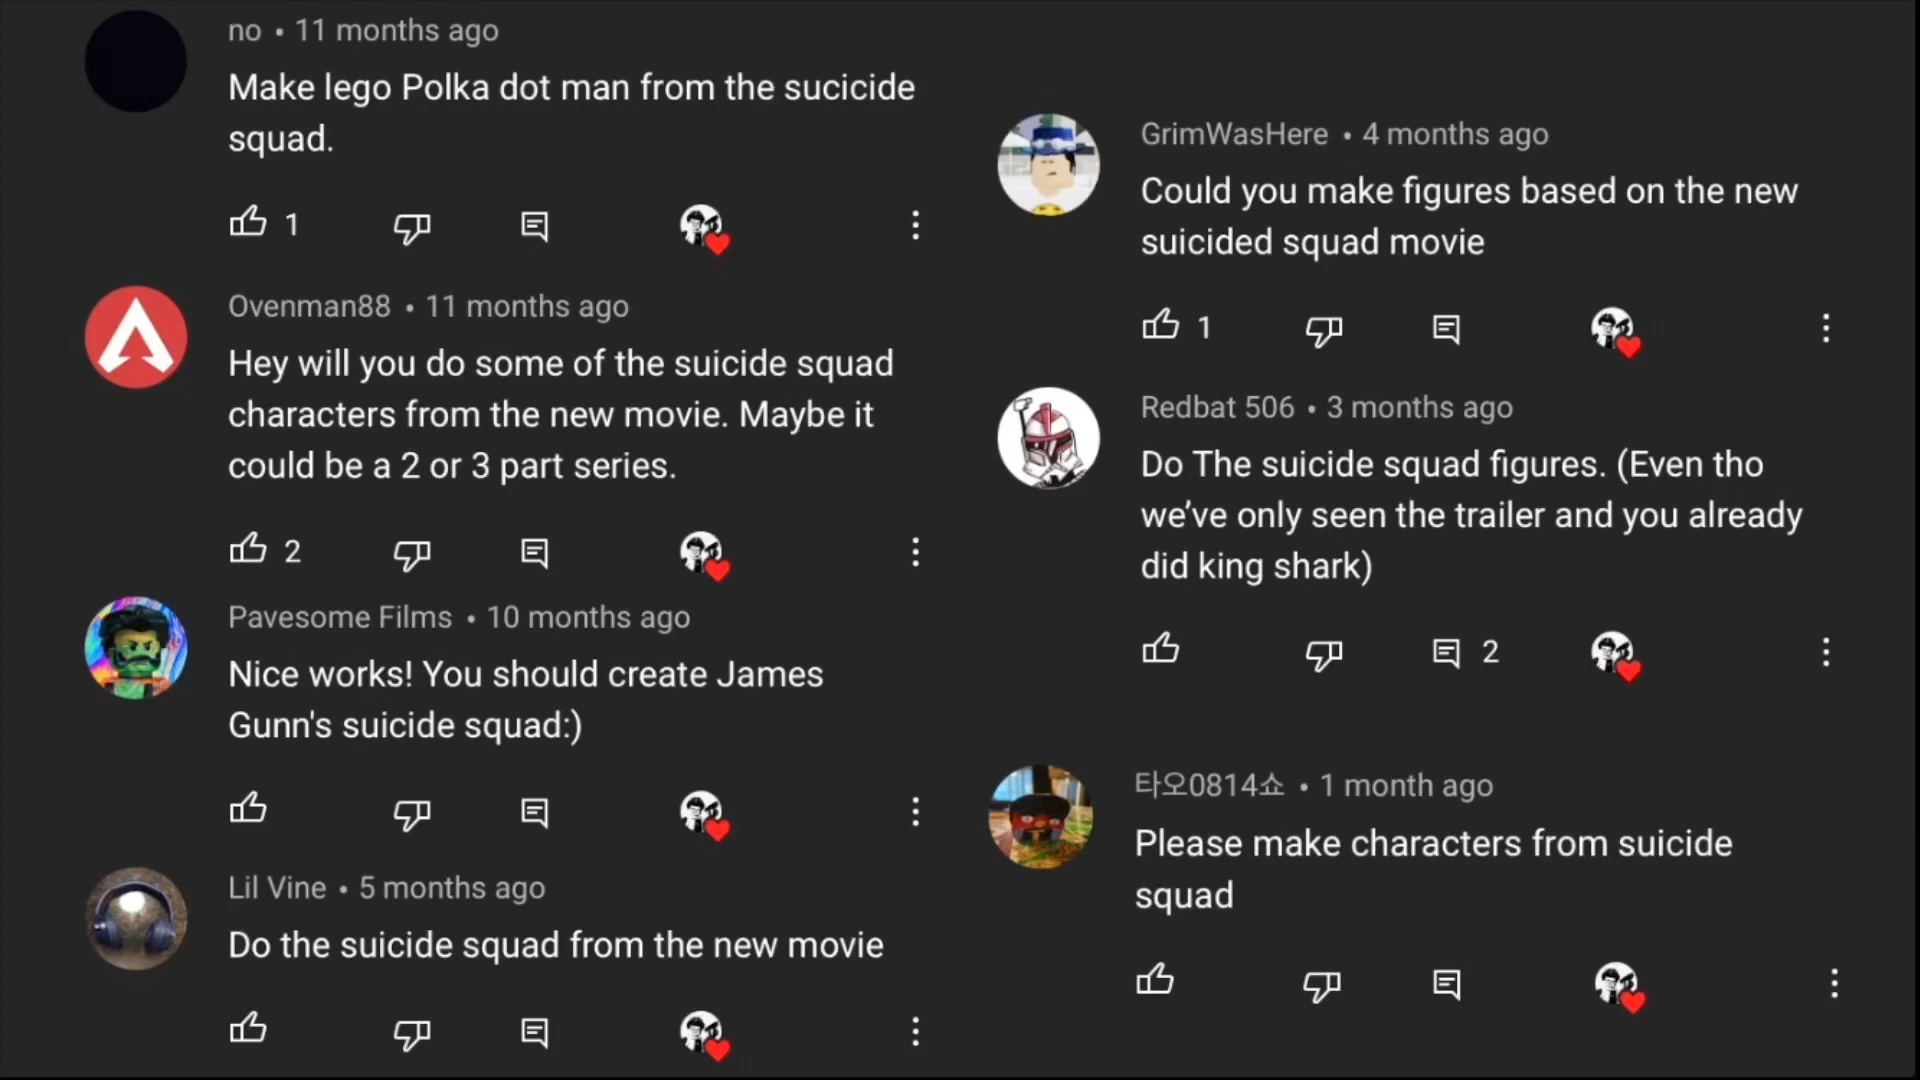 no • 11 months ago
Make lego Polka dot man from the sucicide
squad.
1
Ovenman88 • 11 months ago
Hey will you do some of the suicide squad
characters from the new movie. Maybe it
could be a 2 or 3 part series.
2
Pavesome Films • 10 months ago
Nice works! You should create James
Gunn's suicide squad:)
Lil Vine • 5 months ago
Do the suicide squad from the new movie
GrimWasHere • 4 months ago
Could you make figures based on the new
suicided squad movie
1
Redbat 506 • 3 months ago
Do The suicide squad figures. (Even tho
we’ve only seen the trailer and you already
did king shark)
2
타오0814쇼 • 1 month ago
Please make characters from suicide
squad